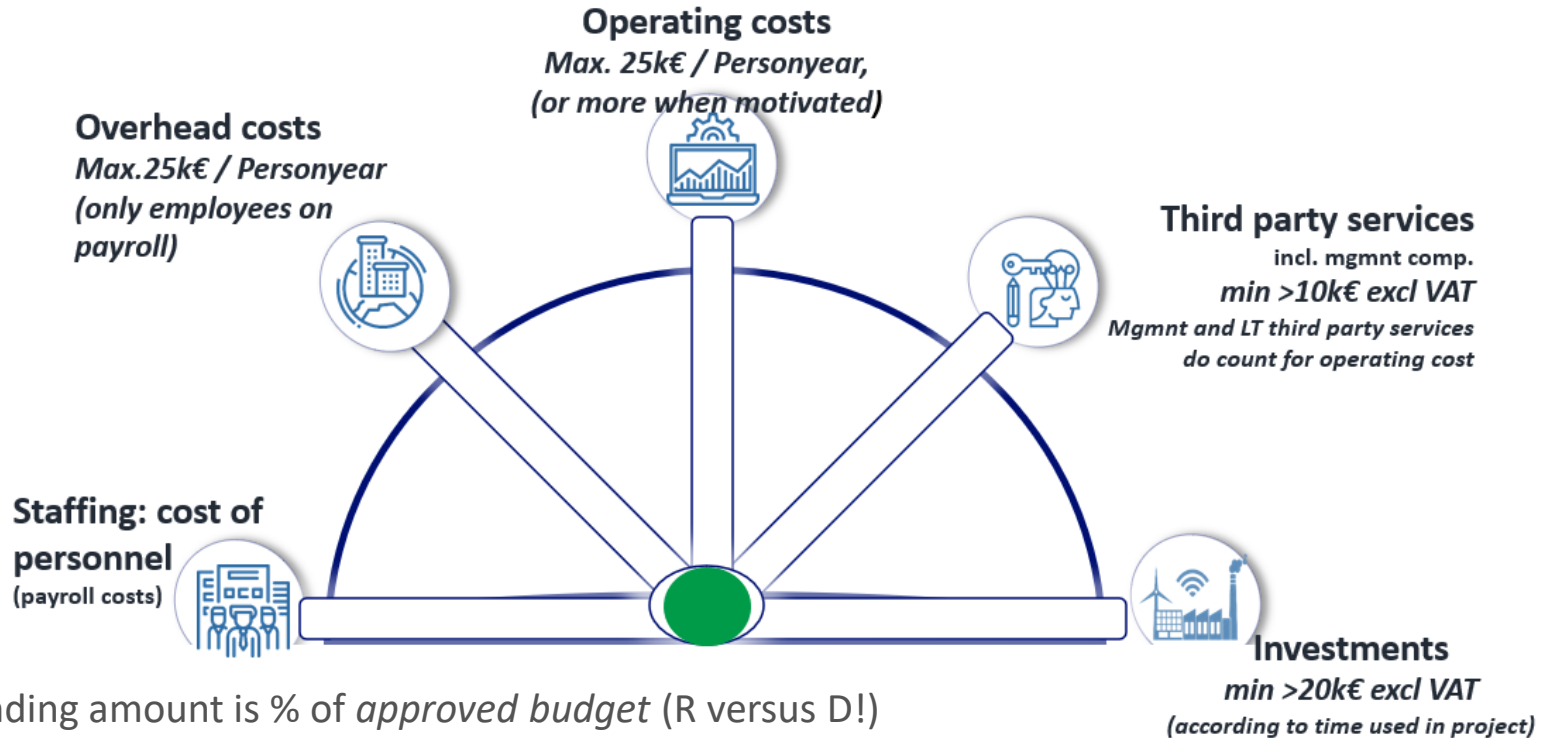 Operating costs
Max. 25k€ / Personyear,
(or more when motivated)
Overhead costs
Max.25k€ / Personyear
(only employees on
payroll)
Third party services
incl. mgmnt comp.
min >10k€ excl VAT
Mgmnt and LT third party services
do count for operating cost
Staffing: cost of
personnel
(payroll costs)
Investments
min >20k€ excl VAT
(according to time used in project)
nding amount is % of approved budget (R versus D!)